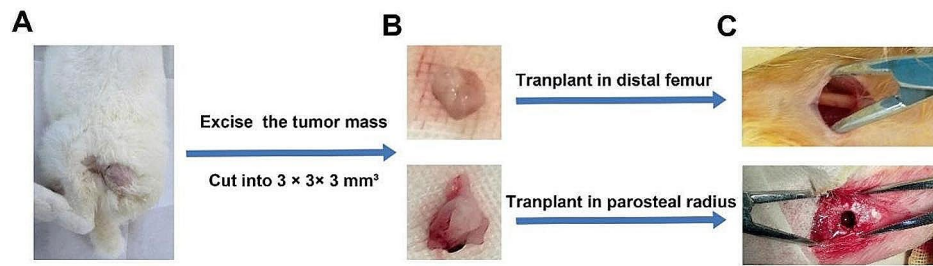 A
B
C
Excise the tumor mass
Cut into 3 × 3× 3 mm³
Tranplant in distal femur
Tranplant in parosteal radius